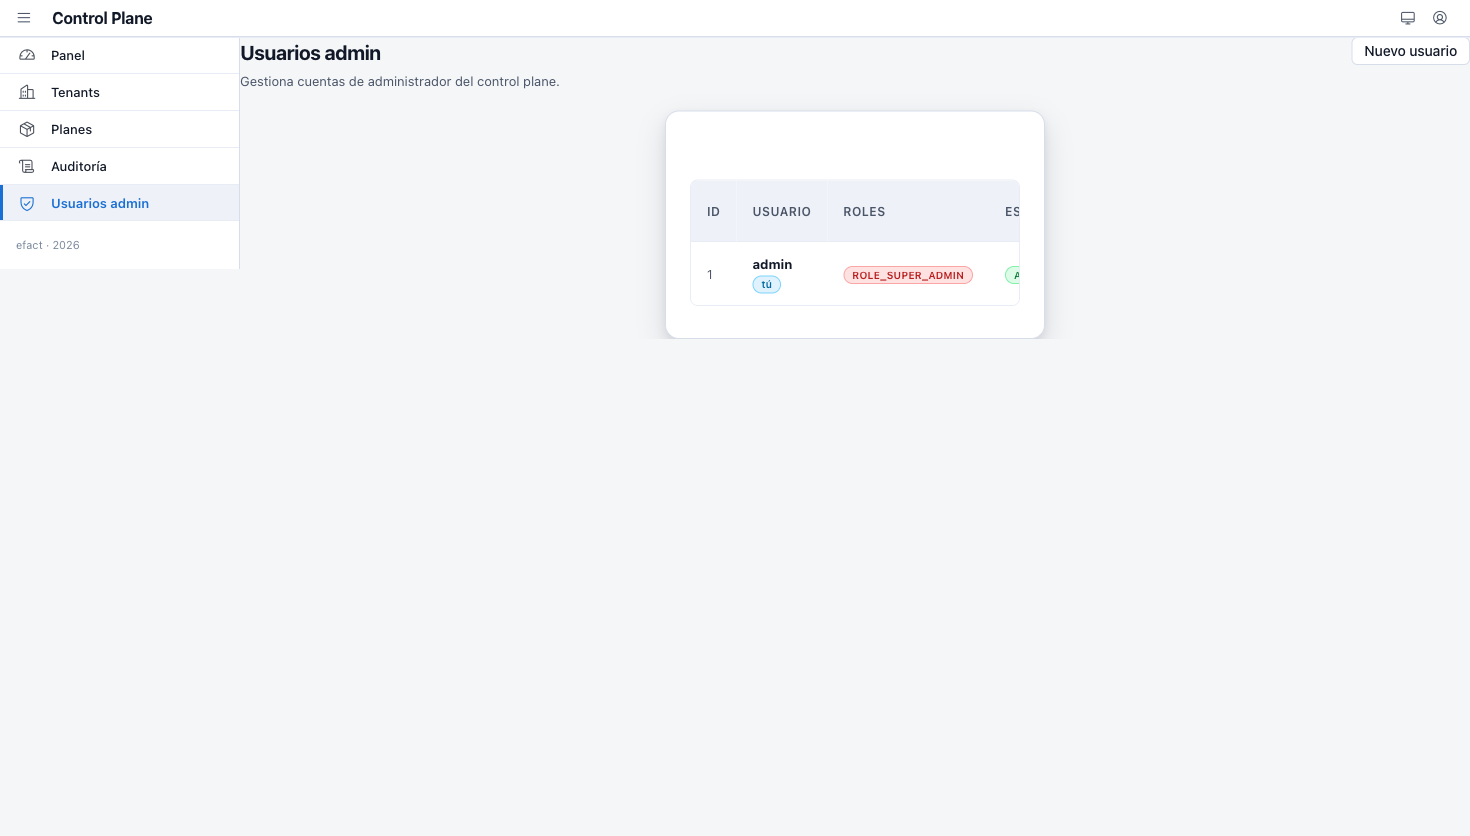 Control Plane
Panel
Tenants
Planes
Auditoría
Usuarios admin
efact · 2026
Usuarios admin
Nuevo usuario
Gestiona cuentas de administrador del control plane.
ID USUARIO ROLES ES
1 admin ROLE_SUPER_ADMIN A
tú